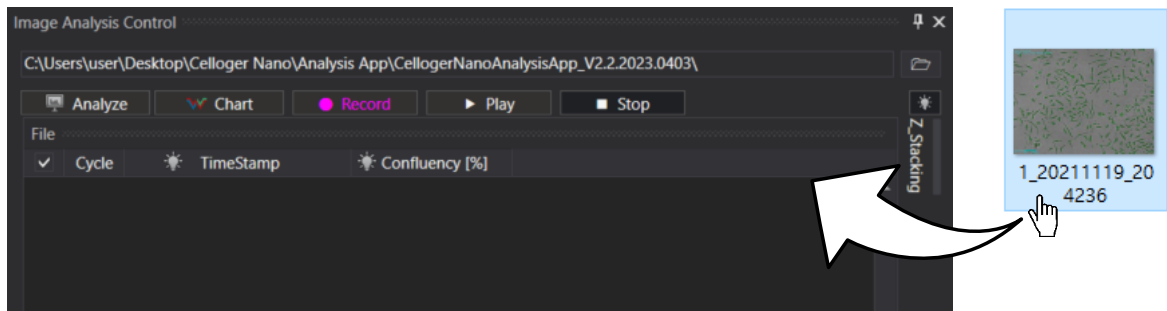 Image Analysis Control
C:\Users\user\Desktop\Celloger Nano\Analysis App\CellogerNanoAnalysisApp_V2.2.2023.0403\
Analyze Chart Record Play Stop
File
Cycle TimeStamp Confluency [%]
Z_Stacking
1_20211119_20
4236